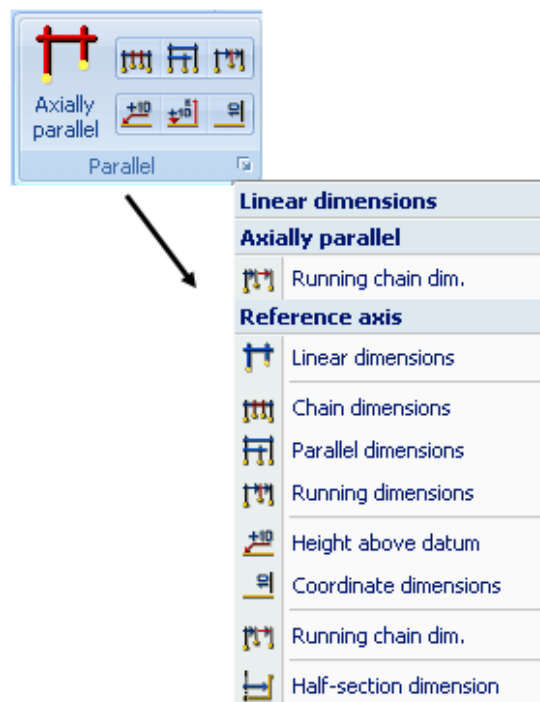 Axially
parallel
Parallel
Linear dimensions
Axially parallel
Running chain dim.
Reference axis
Linear dimensions
Chain dimensions
Parallel dimensions
Running dimensions
Height above datum
Coordinate dimensions
Running chain dim.
Half-section dimension